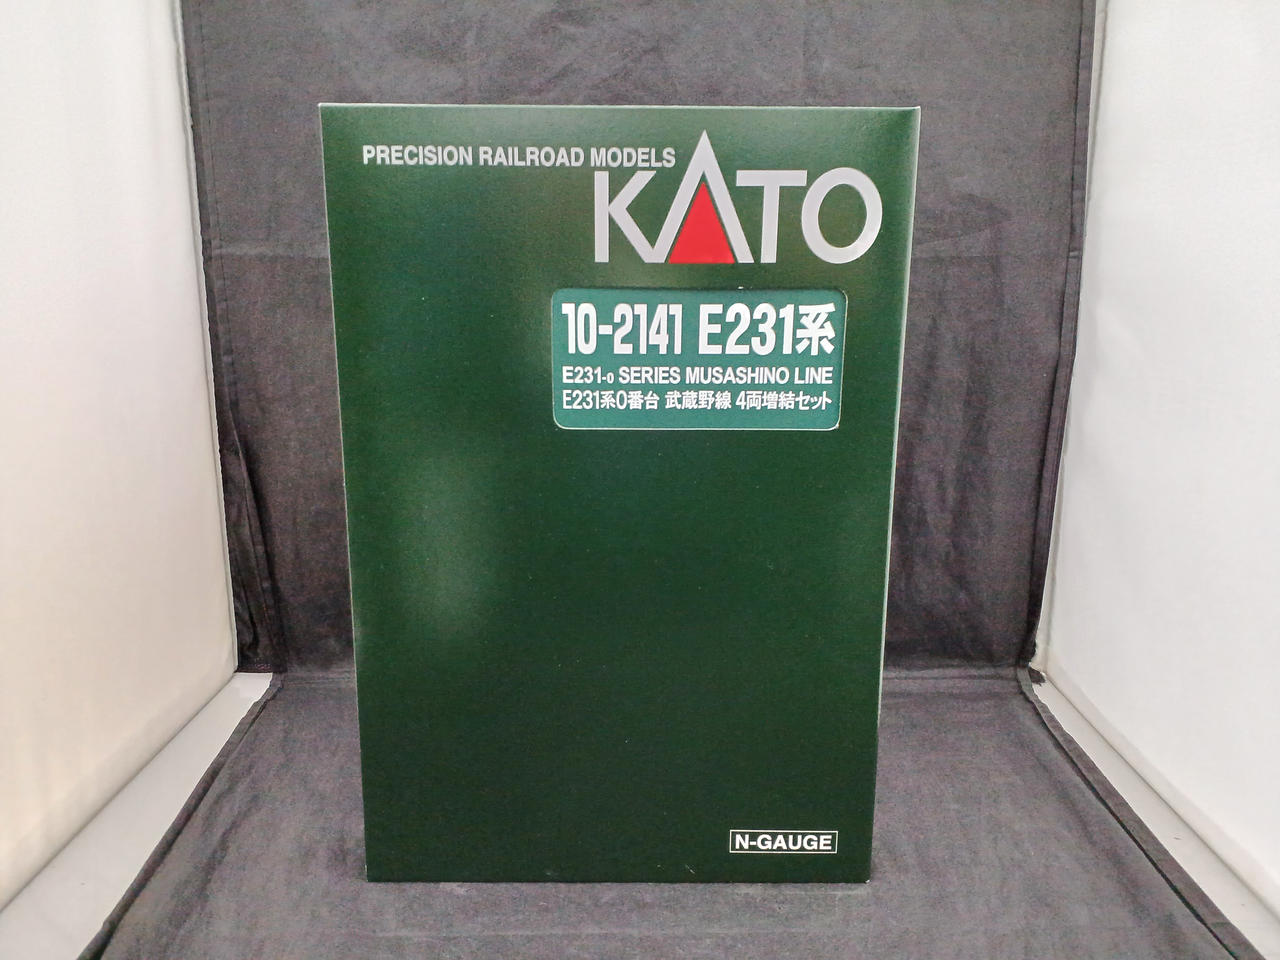 PRECISION RAILROAD MODELS
KATO
10-2141 E231系
E231-0 SERIES MUSASHINO LINE
E231系0番台 武蔵野線 4両増結セット
N-GAUGE